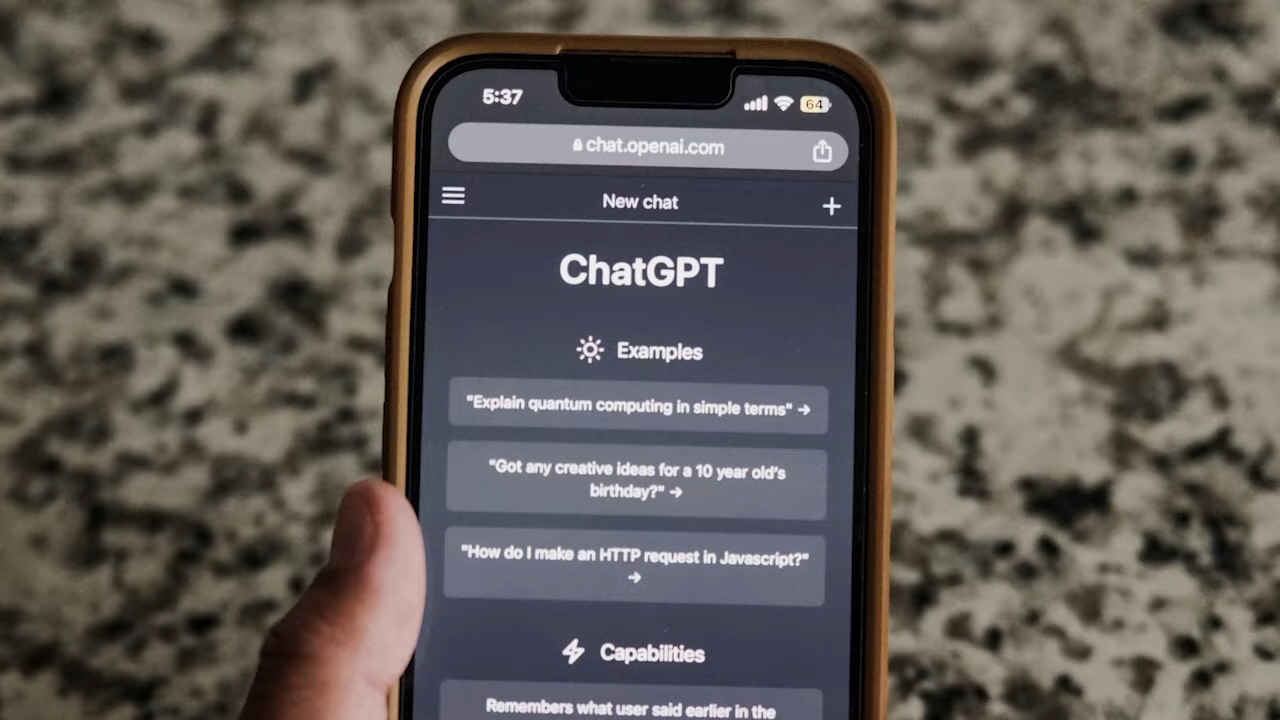 5:37
64
chat.openai.com
New chat
ChatGPT
Examples
"Explain quantum computing in simple terms" →
"Got any creative ideas for a 10 year old's
birthday?" →
"How do I make an HTTP request in Javascript?"
→
Capabilities
Remembers what user said earlier in the